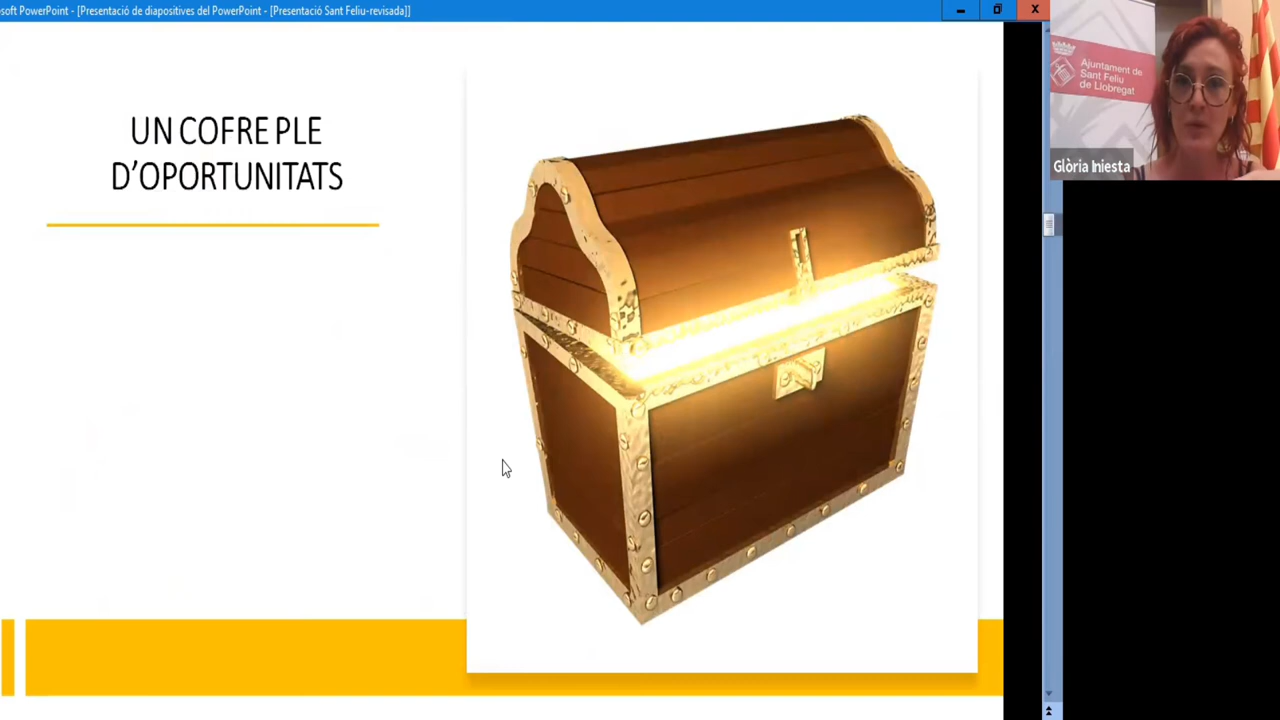 soft PowerPoint - [Presentació de diapositives del PowerPoint - [Presentació Sant Feliu-revisada]]
UN COFRE PLE
D’OPORTUNITATS
Ajuntament de
Sant Feliu
de Llobregat
Glòria Iniesta